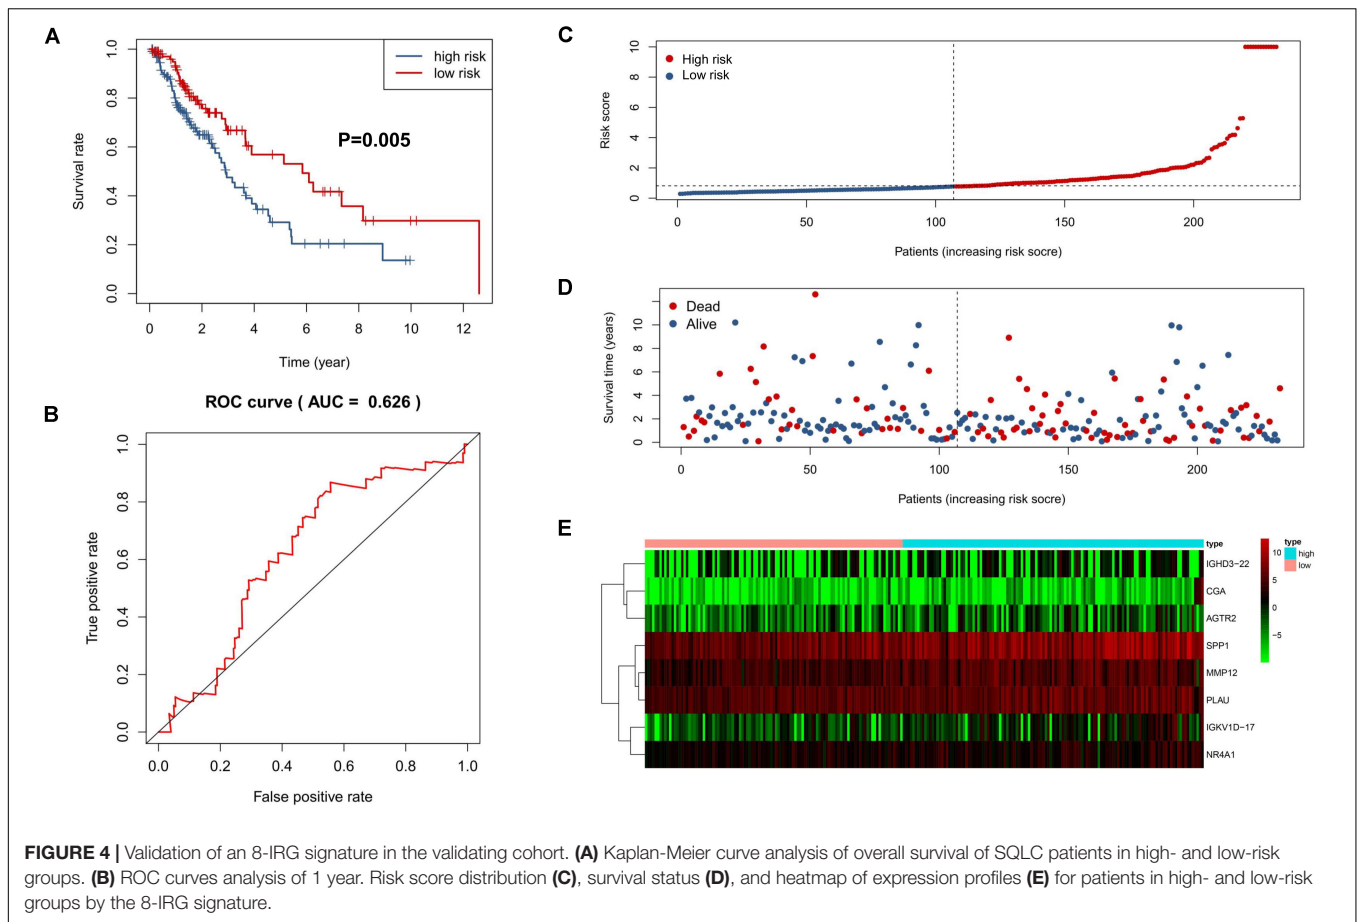 A
1.0
0.8
0.6
0.4
0.2
0.0
Survival rate
high risk
low risk
P=0.005
0 2 4 6 8 10 12
Time (year)
B
ROC curve ( AUC = 0.626 )
1.0
0.8
0.6
0.4
0.2
0.0
True positive rate
0.0 0.2 0.4 0.6 0.8 1.0
False positive rate
C
10
8
6
4
2
0
Risk score
High risk
Low risk
0 50 100 150 200
Patients (increasing risk socre)
D
10
8
6
4
2
0
Survival time (years)
Dead
Alive
0 50 100 150 200
Patients (increasing risk socre)
E
type
IGHD3-22
CGA
AGTR2
SPP1
MMP12
PLAU
IGKV1D-17
NR4A1
10
5
0
-5
type
high
low
FIGURE 4 | Validation of an 8-IRG signature in the validating cohort. (A) Kaplan-Meier curve analysis of overall survival of SQLC patients in high- and low-risk
groups. (B) ROC curves analysis of 1 year. Risk score distribution (C), survival status (D), and heatmap of expression profiles (E) for patients in high- and low-risk
groups by the 8-IRG signature.